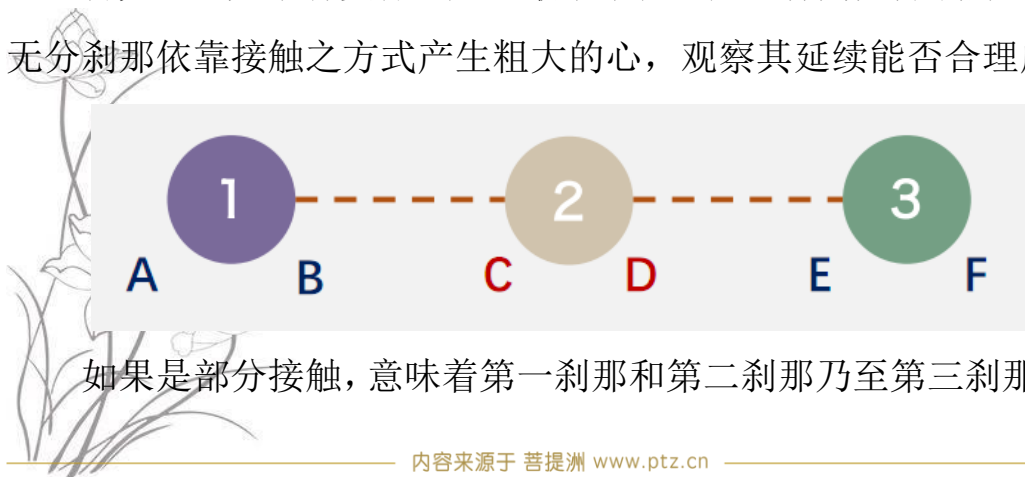 无分刹那依靠接触之方式产生粗大的心，观察其延续能否合理
1 2 3
A B C D E F
如果是部分接触，意味着第一刹那和第二刹那乃至第三刹那
内容来源于 菩提洲 www.ptz.cn